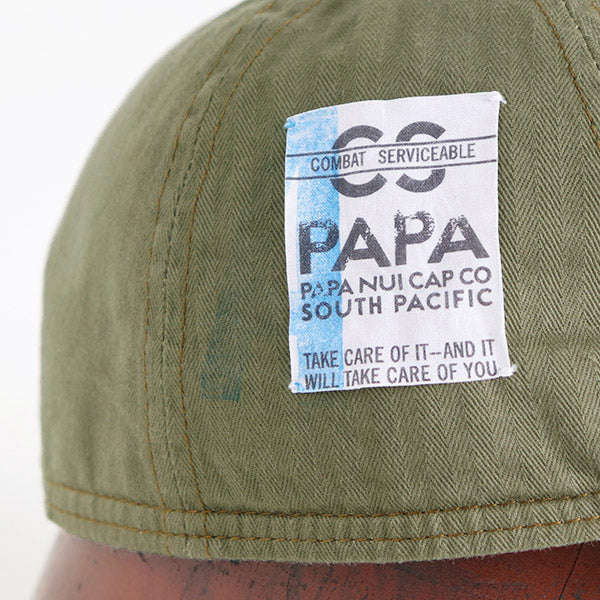 CS
COMBAT SERVICEABLE
PAPA
PAPA NUI CAP CO
SOUTH PACIFIC
TAKE CARE OF IT—AND IT
WILL TAKE CARE OF YOU